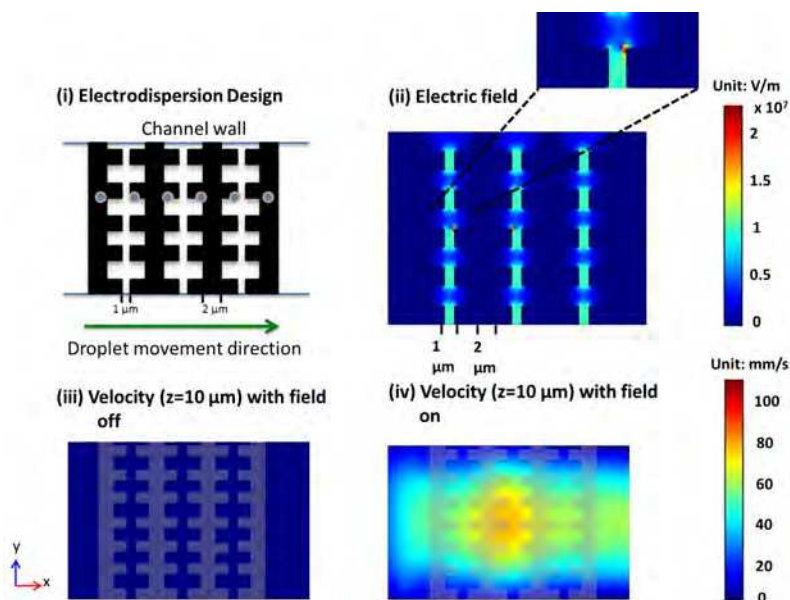 (i) Electrodispersion Design
Channel wall
1 µm
2 µm
Droplet movement direction
(ii) Electric field
1
µm
2
µm
Unit: V/m
x 10⁷
2
1.5
1
0.5
0
(iii) Velocity (z=10 µm) with field
off
y
x
(iv) Velocity (z=10 µm) with field
on
Unit: mm/s
100
80
60
40
20
0